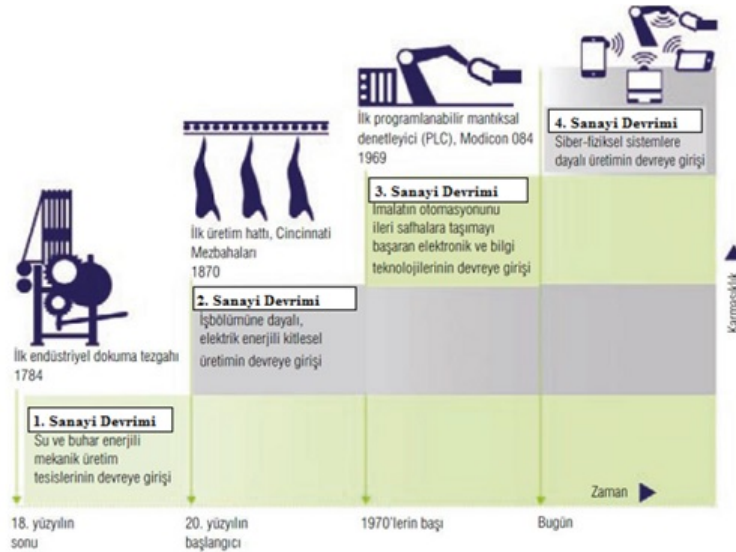 İlk endüstriyel dokuma tezgahı
1784
1. Sanayi Devrimi
Su ve buhar enerjili
mekanik üretim
tesislerinin devreye girişi
18. yüzyılın
sonu
İlk üretim hattı, Cincinnati
Mezbahaları
1870
2. Sanayi Devrimi
İşbölümüne dayalı,
elektrik enerjili kitlesel
üretimin devreye girişi
20. yüzyılın
başlangıcı
İlk programlanabilir mantıksal
denetleyici (PLC), Modicon 084
1969
3. Sanayi Devrimi
İmalatın otomasyonunu
ileri safhalara taşımayı
başaran elektronik ve bilgi
teknolojilerinin devreye girişi
1970'lerin başı
4. Sanayi Devrimi
Siber-fiziksel sistemlere
dayalı üretimin devreye girişi
Bugün
Zaman
Karmaşıklık